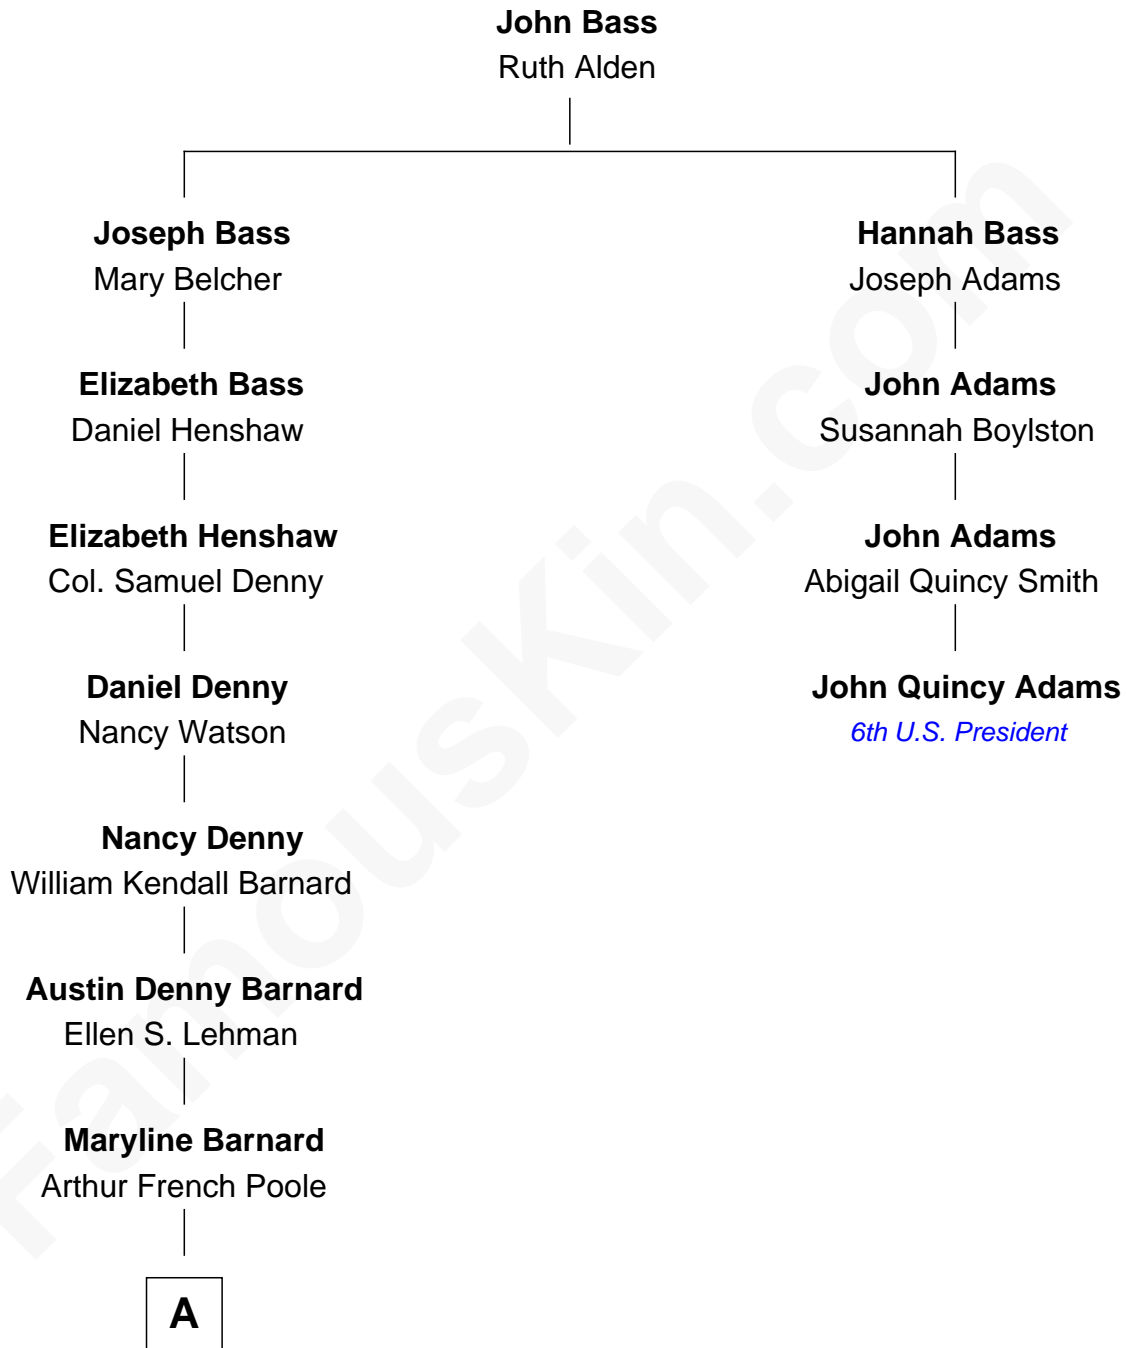 John Bass
Ruth Alden
Joseph Bass
Mary Belcher
Hannah Bass
Joseph Adams
Elizabeth Bass
Daniel Henshaw
John Adams
Susannah Boylston
Elizabeth Henshaw
Col. Samuel Denny
John Adams
Abigail Quincy Smith
Daniel Denny
Nancy Watson
John Quincy Adams
6th U.S. President
Nancy Denny
William Kendall Barnard
Austin Denny Barnard
Ellen S. Lehman
Maryline Barnard
Arthur French Poole
A
FamousKin.com